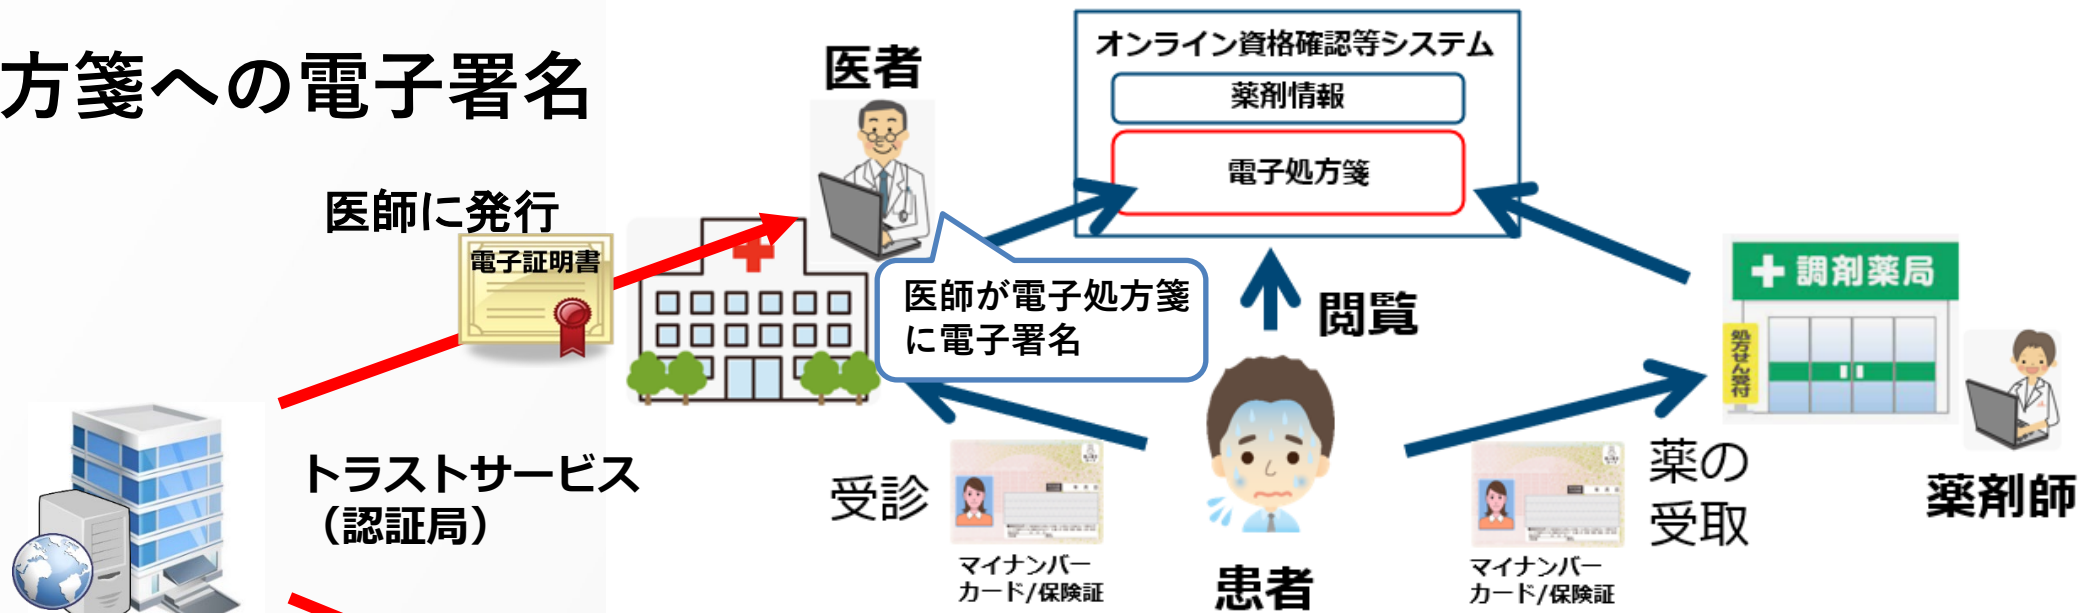 方箋への電子署名
医者
オンライン資格確認等システム
薬剤情報
電子処方箋
医師に発行
電子証明書
医師が電子処方箋
に電子署名
閲覧
調剤薬局
処方せん受付
トラストサービス
（認証局）
受診
マイナンバー
カード/保険証
患者
マイナンバー
カード/保険証
薬の
受取
薬剤師